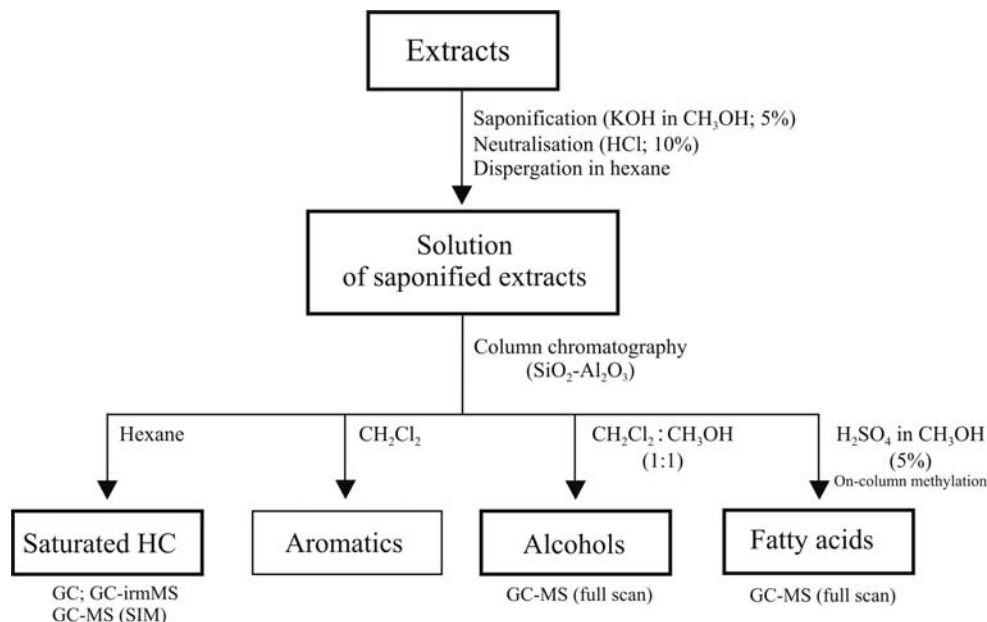 Extracts
Saponification (KOH in CH₃OH; 5%)
Neutralisation (HCl; 10%)
Dispergation in hexane
Solution
of saponified extracts
Column chromatography
(SiO₂-Al₂O₃)
Hexane
CH₂Cl₂
CH₂Cl₂ : CH₃OH
(1:1)
H₂SO₄ in CH₃OH
(5%)
On-column methylation
Saturated HC
Aromatics
Alcohols
Fatty acids
GC; GC-irmMS
GC-MS (SIM)
GC-MS (full scan)
GC-MS (full scan)